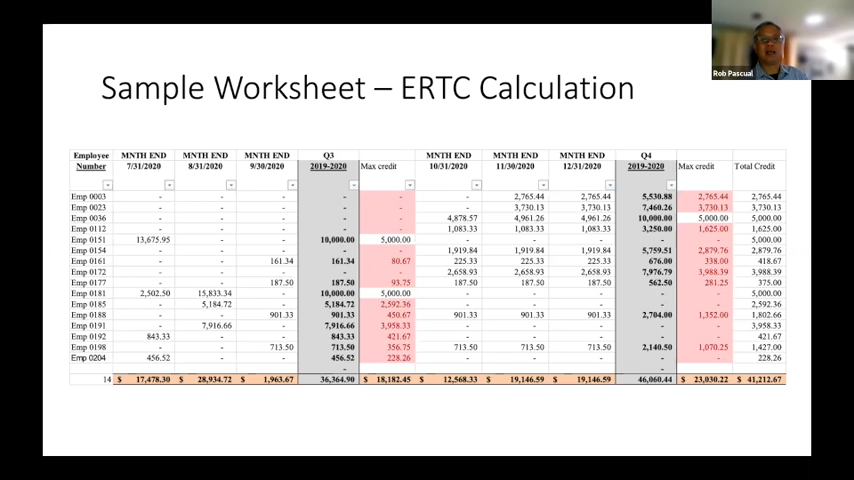 Rob Pascual
Sample Worksheet – ERTC Calculation
Employee MNTH END MNTH END MNTH END Q3 MNTH END MNTH END MNTH END Q4
Number 7/31/2020 8/31/2020 9/30/2020 2019-2020 Max credit 10/31/2020 11/30/2020 12/31/2020 2019-2020 Max credit Total Credit
Emp 0003 - - - - - - 2,765.44 2,765.44 5,530.88 2,765.44 2,765.44
Emp 0023 - - - - - - 3,730.13 3,730.13 7,460.26 3,730.13 3,730.13
Emp 0036 - - - - - 4,878.57 4,961.26 4,961.26 10,000.00 5,000.00 5,000.00
Emp 0112 - - - - - 1,083.33 1,083.33 1,083.33 3,250.00 1,625.00 1,625.00
Emp 0151 13,675.95 - - 10,000.00 5,000.00 - - - - - 5,000.00
Emp 0154 - - - - - 1,919.84 1,919.84 1,919.84 5,759.51 2,879.76 2,879.76
Emp 0161 - - 161.34 161.34 80.67 225.33 225.33 225.33 676.00 338.00 418.67
Emp 0172 - - - - - 2,658.93 2,658.93 2,658.93 7,976.79 3,988.39 3,988.39
Emp 0177 - - 187.50 187.50 93.75 187.50 187.50 187.50 562.50 281.25 375.00
Emp 0181 2,502.50 15,833.34 - 10,000.00 5,000.00 - - - - - 5,000.00
Emp 0185 - 5,184.72 - 5,184.72 2,592.36 - - - - - 2,592.36
Emp 0188 - - 901.33 901.33 450.67 901.33 901.33 901.33 2,704.00 1,352.00 1,802.66
Emp 0191 - 7,916.66 - 7,916.66 3,958.33 - - - - - 3,958.33
Emp 0192 843.33 - - 843.33 421.67 - - - - - 421.67
Emp 0198 - - 713.50 713.50 356.75 713.50 713.50 713.50 2,140.50 1,070.25 1,427.00
Emp 0204 456.52 - - 456.52 228.26 - - - - - 228.26
- -
14 $ 17,478.30 $ 28,934.72 $ 1,963.67 36,364.90 $ 18,182.45 $ 12,568.33 $ 19,146.59 $ 19,146.59 46,060.44 $ 23,030.22 $ 41,212.67